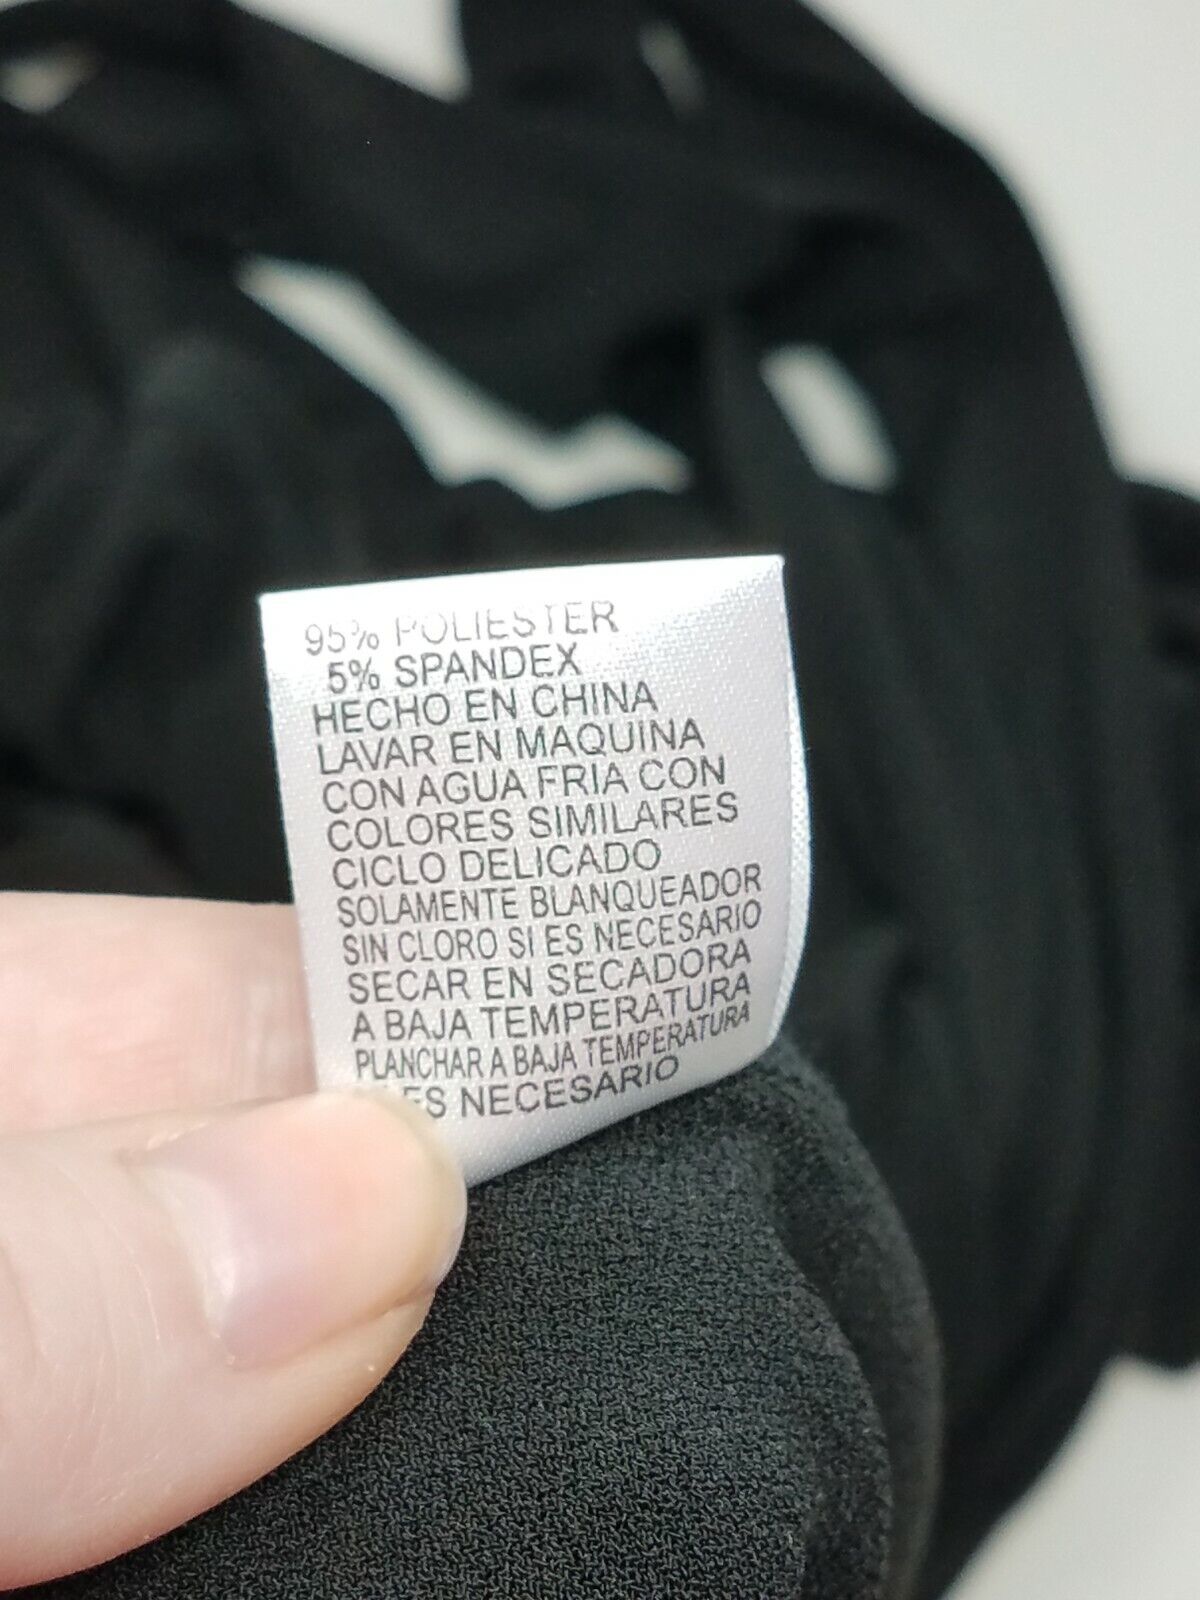 95% POLIESTER
5% SPANDEX
HECHO EN CHINA
LAVAR EN MAQUINA
CON AGUA FRIA CON
COLORES SIMILARES
CICLO DELICADO
SOLAMENTE BLANQUEADOR
SIN CLORO SI ES NECESARIO
SECAR EN SECADORA
A BAJA TEMPERATURA
PLANCHAR A BAJA TEMPERATURA
ES NECESARIO